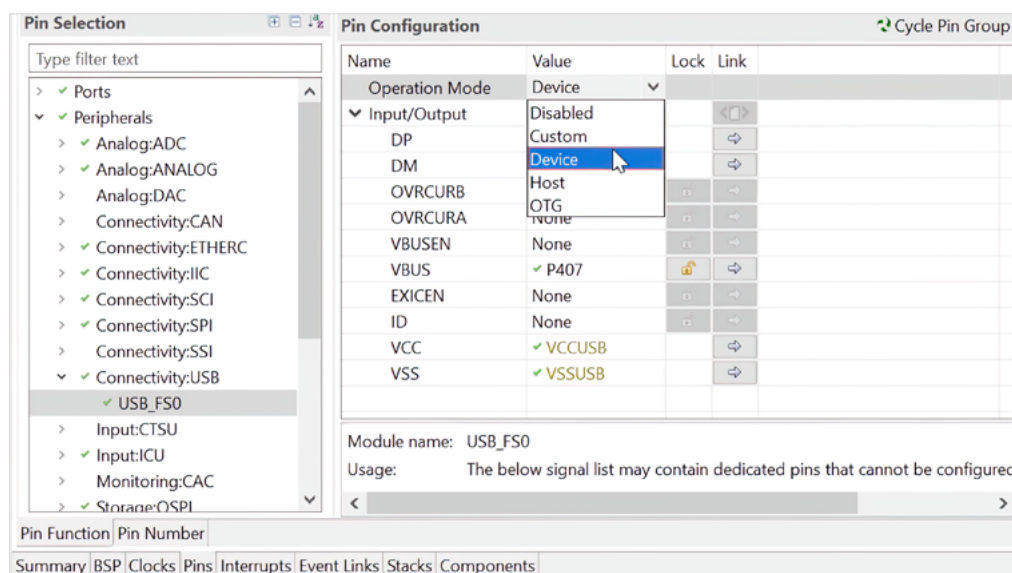 Pin Selection
Type filter text
Ports
Peripherals
Analog:ADC
Analog:ANALOG
Analog:DAC
Connectivity:CAN
Connectivity:ETHERC
Connectivity:IIC
Connectivity:SCI
Connectivity:SPI
Connectivity:SSI
Connectivity:USB
USB_FS0
Input:CTSU
Input:ICU
Monitoring:CAC
Storage:OSPI
Pin Configuration
Cycle Pin Group
Name Value Lock Link
Operation Mode Device
Input/Output Disabled
DP Custom
DM Device
OVRCURB Host
OTG
OVRCURA None
VBUSEN None
VBUS P407
EXICEN None
ID None
VCC VCCUSB
VSS VSSUSB
Module name: USB_FS0
Usage: The below signal list may contain dedicated pins that cannot be configured
Pin Function Pin Number
Summary BSP Clocks Pins Interrupts Event Links Stacks Components